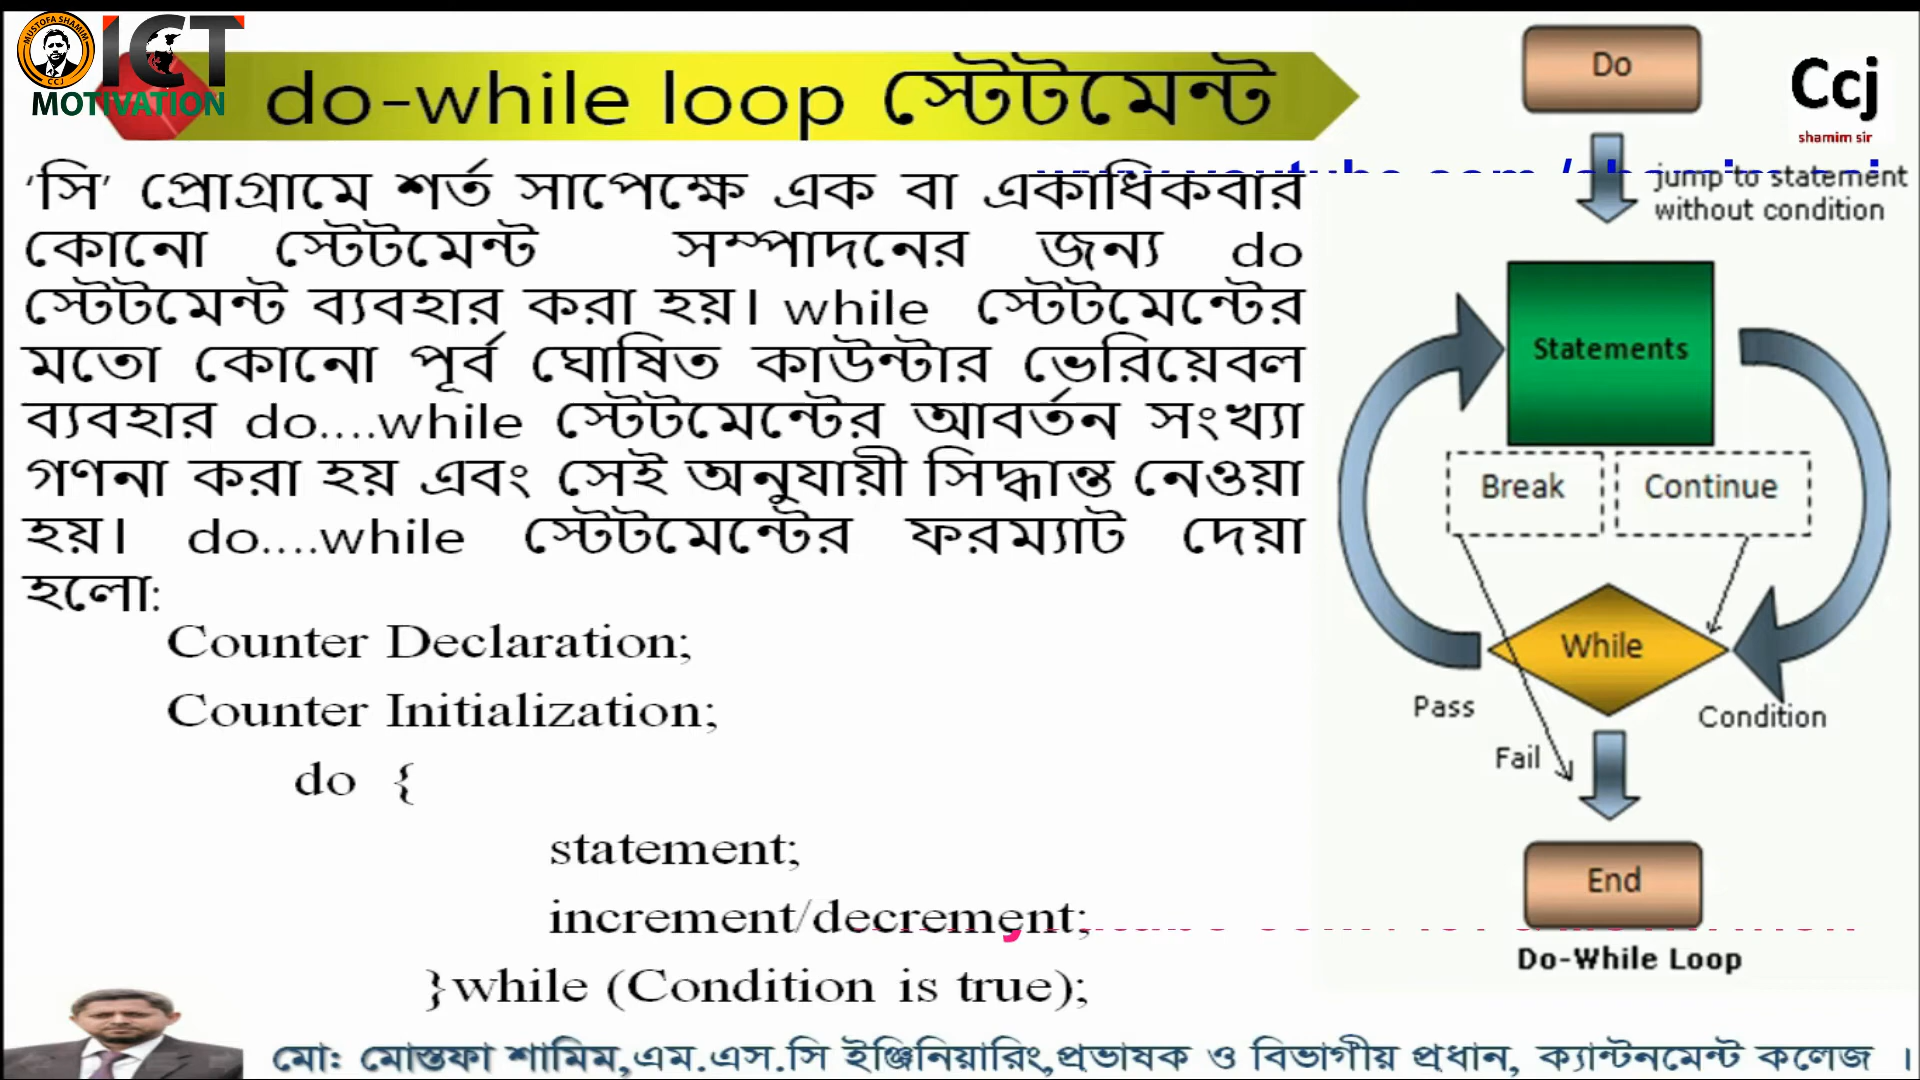 MUSTOFA SHAMIM
CCJ
ICT
MOTIVATION
do-while loop স্টেটমেন্ট
Ccj
shamim sir
‘সি’ প্রোগ্রামে শর্ত সাপেক্ষে এক বা একাধিকবার
কোনো স্টেটমেন্ট সম্পাদনের জন্য do
স্টেটমেন্ট ব্যবহার করা হয়। while স্টেটমেন্টের
মতো কোনো পূর্ব ঘোষিত কাউন্টার ভেরিয়েবল
ব্যবহার do....while স্টেটমেন্টের আবর্তন সংখ্যা
গণনা করা হয় এবং সেই অনুযায়ী সিদ্ধান্ত নেওয়া
হয়। do....while স্টেটমেন্টের ফরম্যাট দেয়া
হলো:
Counter Declaration;
Counter Initialization;
do {
statement;
increment/decrement;
}while (Condition is true);
Do
jump to statement
without condition
Statements
Break
Continue
While
Pass
Condition
Fail
End
Do-While Loop
মো: মোস্তফা শামিম,এম.এস.সি ইঞ্জিনিয়ারিং,প্রভাষক ও বিভাগীয় প্রধান, ক্যান্টনমেন্ট কলেজ ।